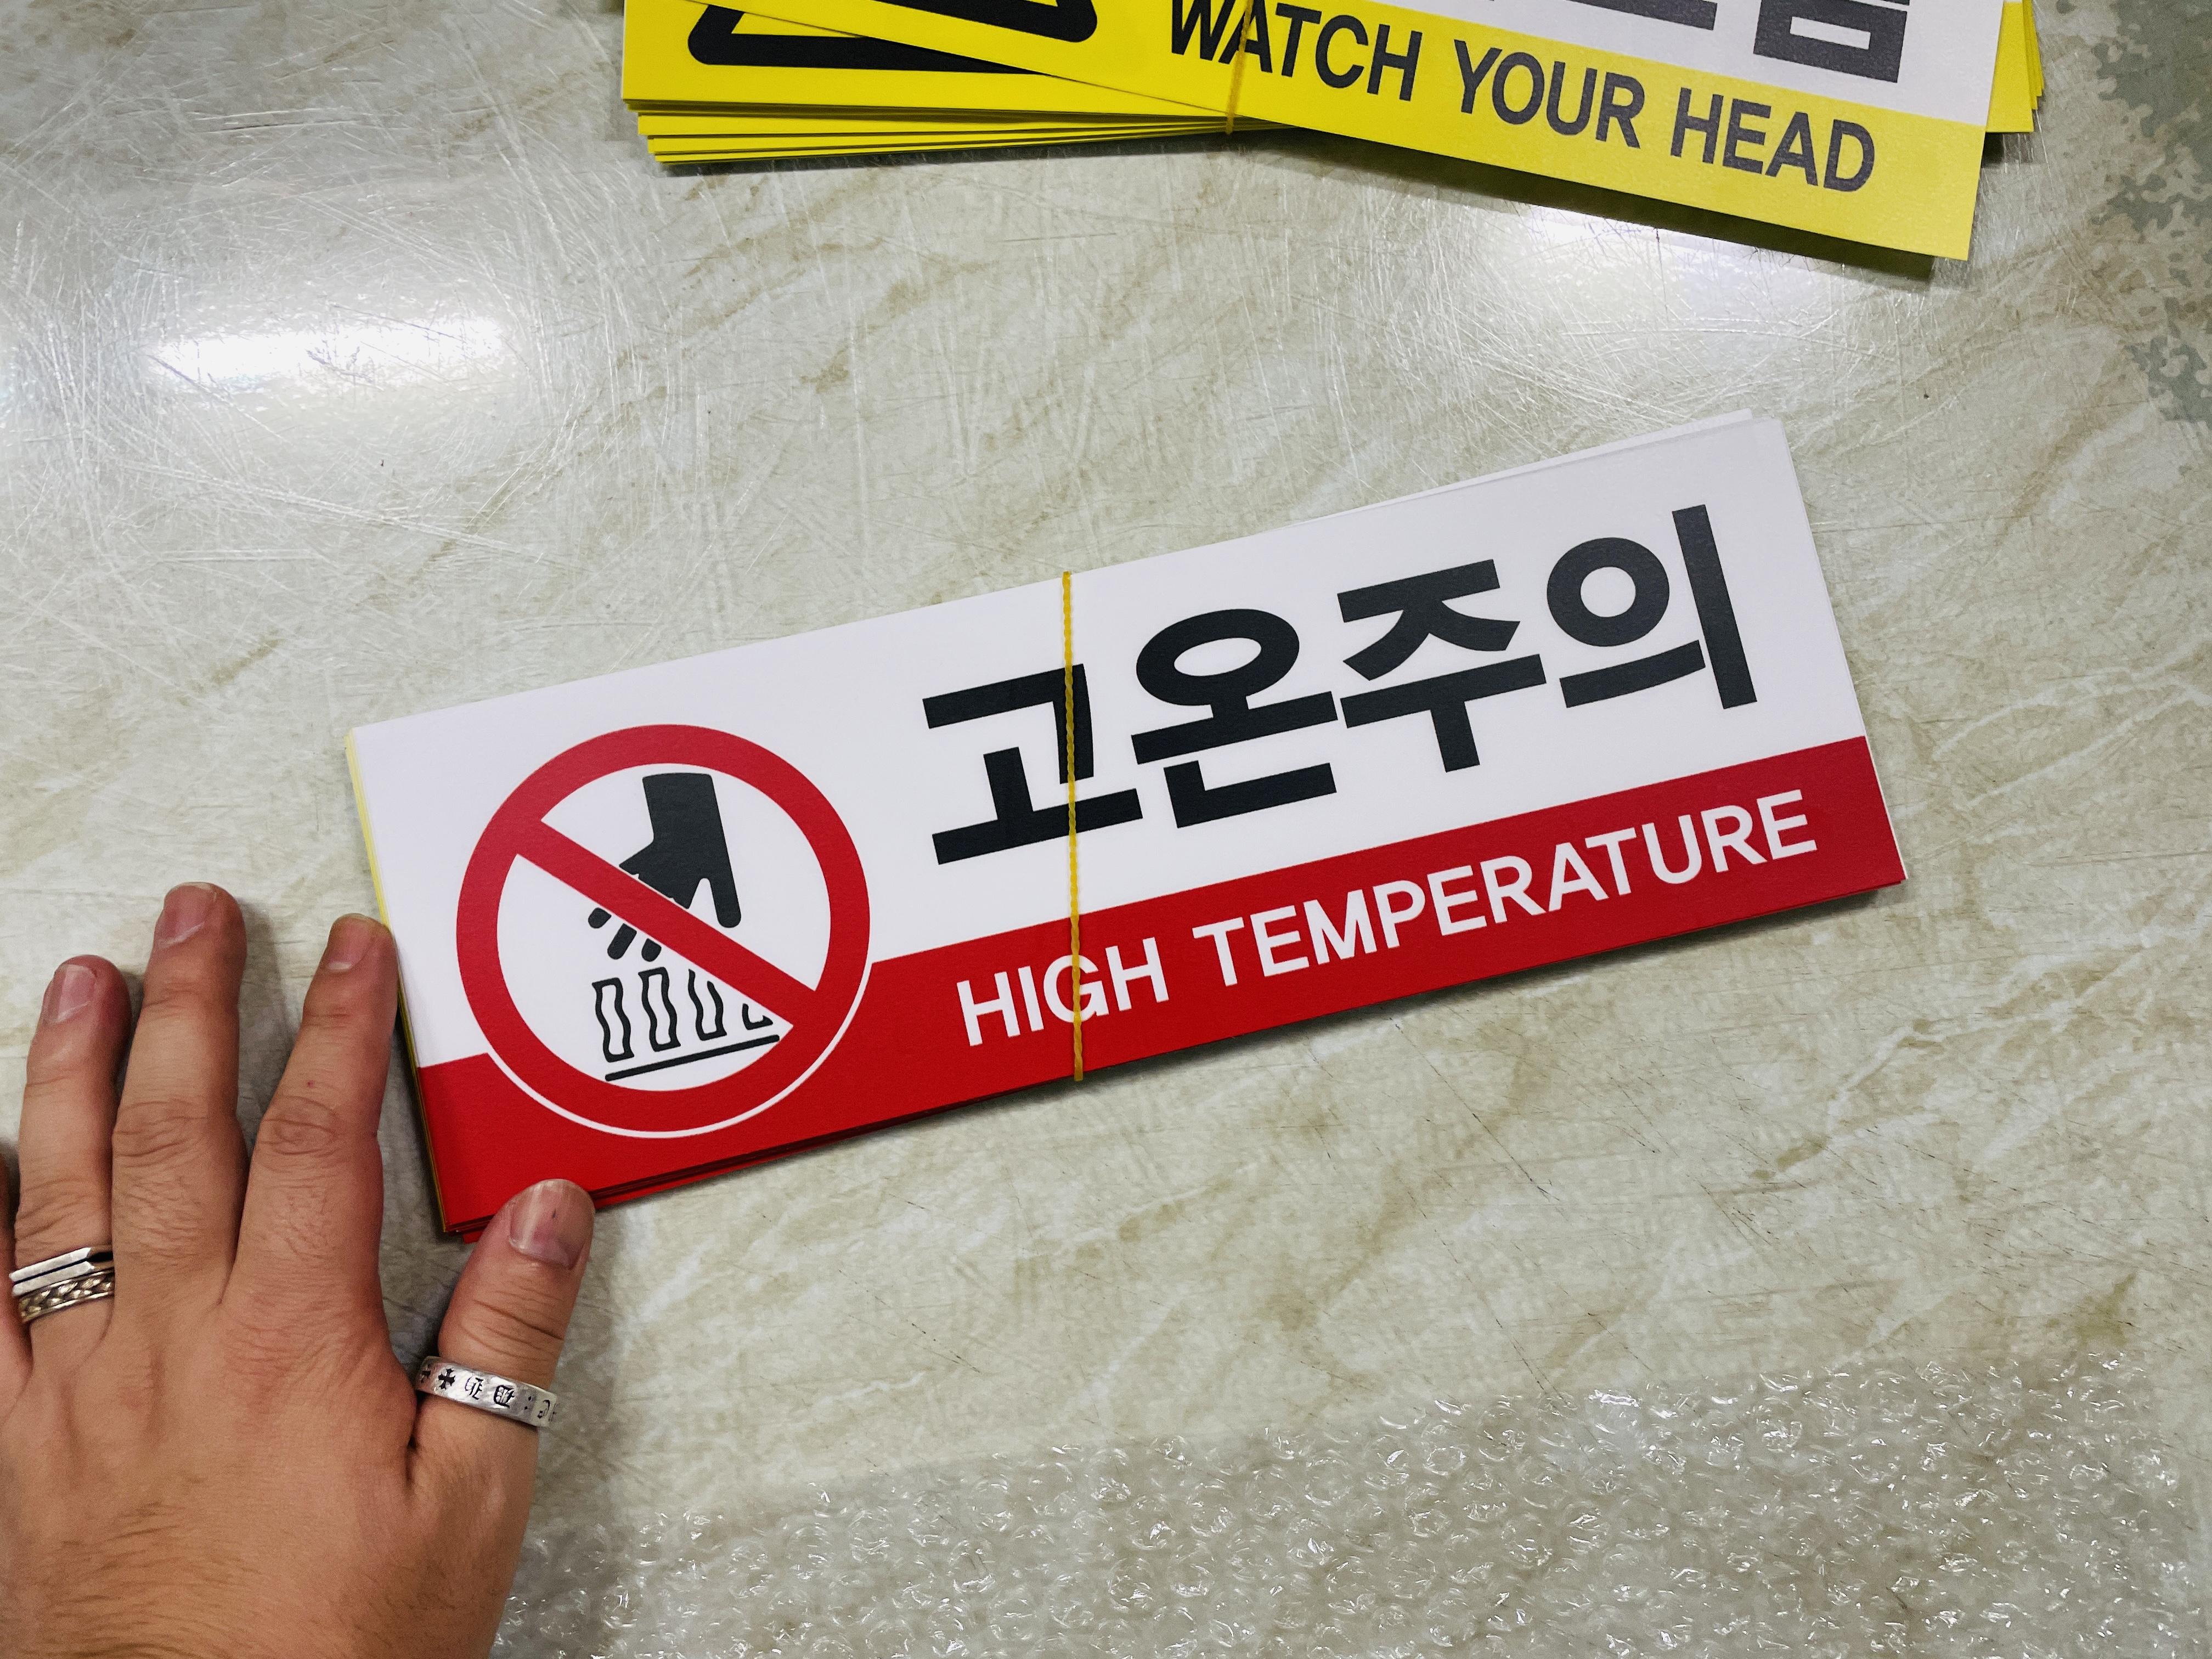 WATCH YOUR HEAD
고온주의
HIGH TEMPERATURE